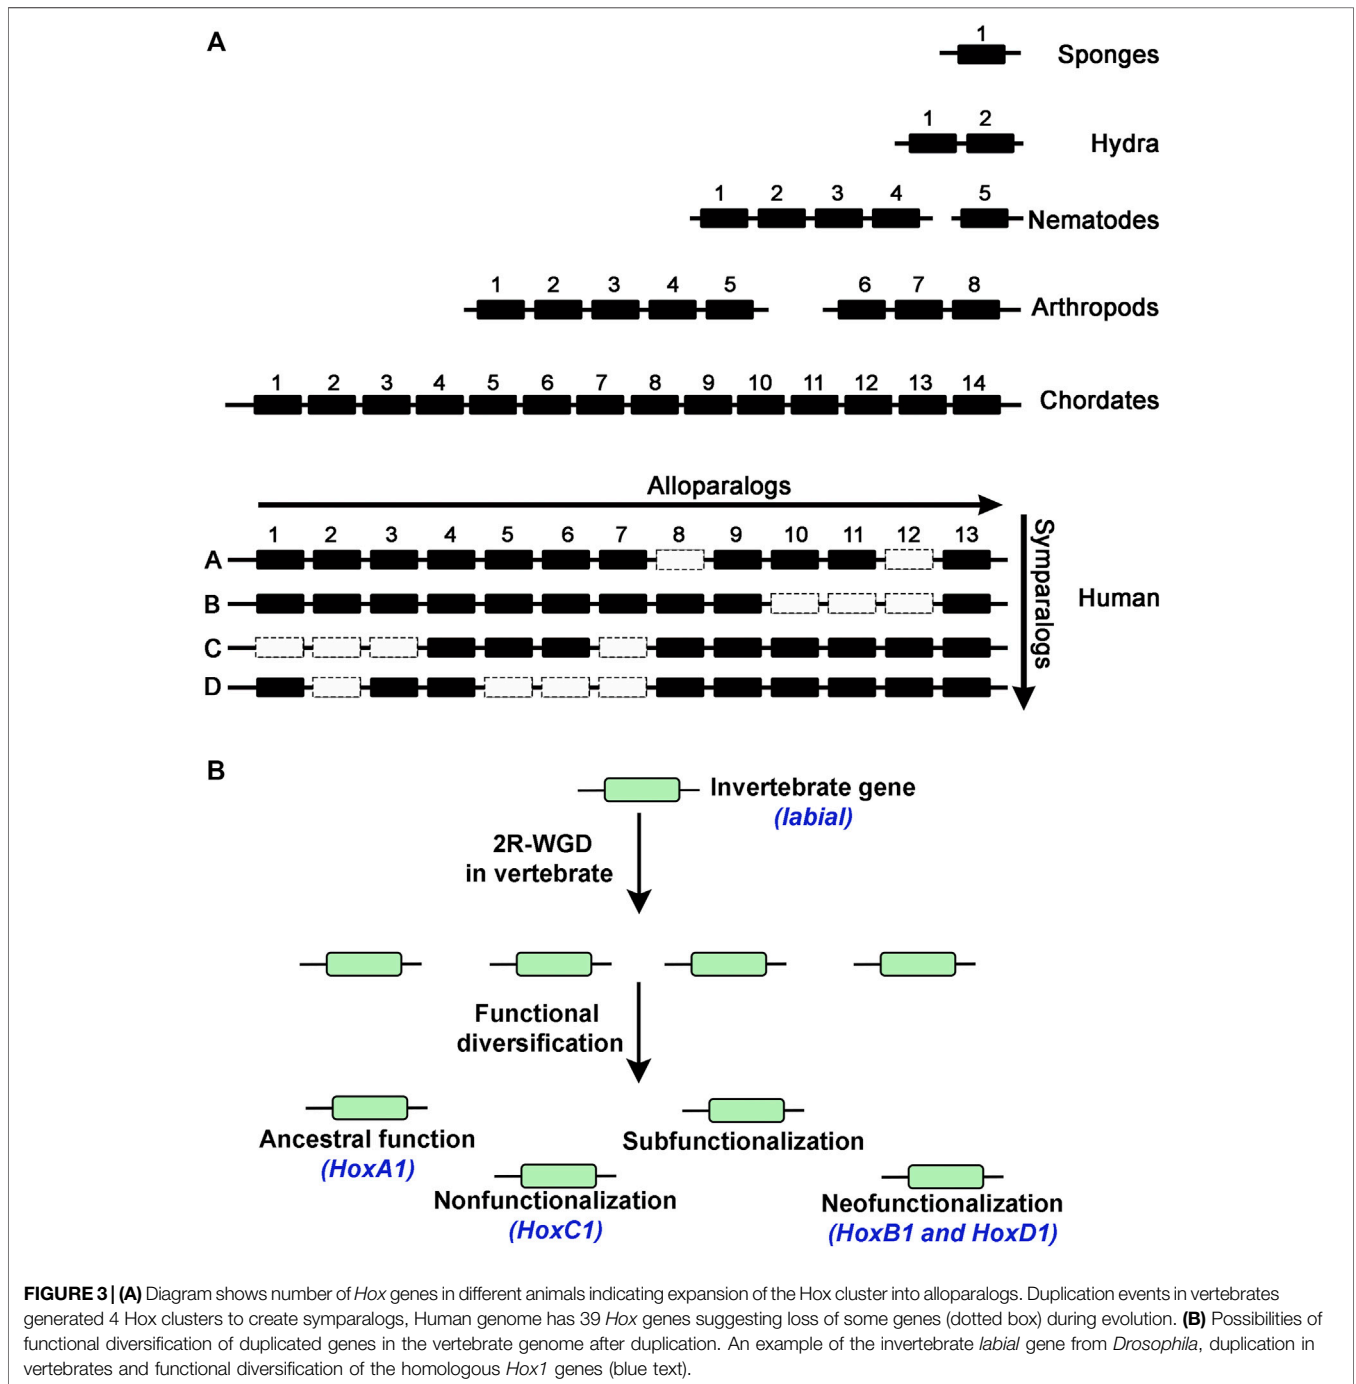 A
1
Sponges
1 2
Hydra
1 2 3 4 5
Nematodes
1 2 3 4 5 6 7 8
Arthropods
1 2 3 4 5 6 7 8 9 10 11 12 13 14
Chordates
Alloparalogs
1 2 3 4 5 6 7 8 9 10 11 12 13
A
B
C
D
Symparalogs
Human
B
Invertebrate gene
(labial)
2R-WGD
in vertebrate
Functional
diversification
Ancestral function
(HoxA1)
Subfunctionalization
Nonfunctionalization
(HoxC1)
Neofunctionalization
(HoxB1 and HoxD1)
FIGURE 3 | (A) Diagram shows number of Hox genes in different animals indicating expansion of the Hox cluster into alloparalogs. Duplication events in vertebrates
generated 4 Hox clusters to create symparalogs, Human genome has 39 Hox genes suggesting loss of some genes (dotted box) during evolution. (B) Possibilities of
functional diversification of duplicated genes in the vertebrate genome after duplication. An example of the invertebrate labial gene from Drosophila, duplication in
vertebrates and functional diversification of the homologous Hox1 genes (blue text).